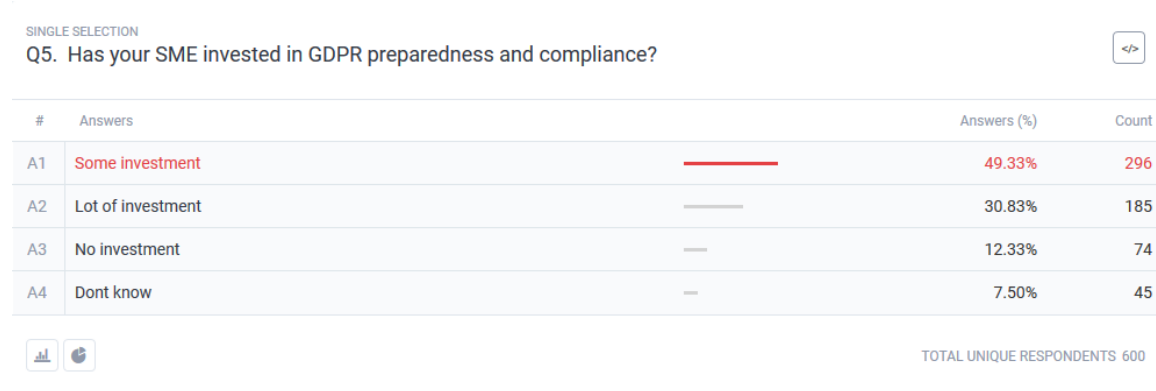 SINGLE SELECTION
Q5. Has your SME invested in GDPR preparedness and compliance?
</>
# Answers Answers (%) Count
A1 Some investment 49.33% 296
A2 Lot of investment 30.83% 185
A3 No investment 12.33% 74
A4 Dont know 7.50% 45
TOTAL UNIQUE RESPONDENTS 600